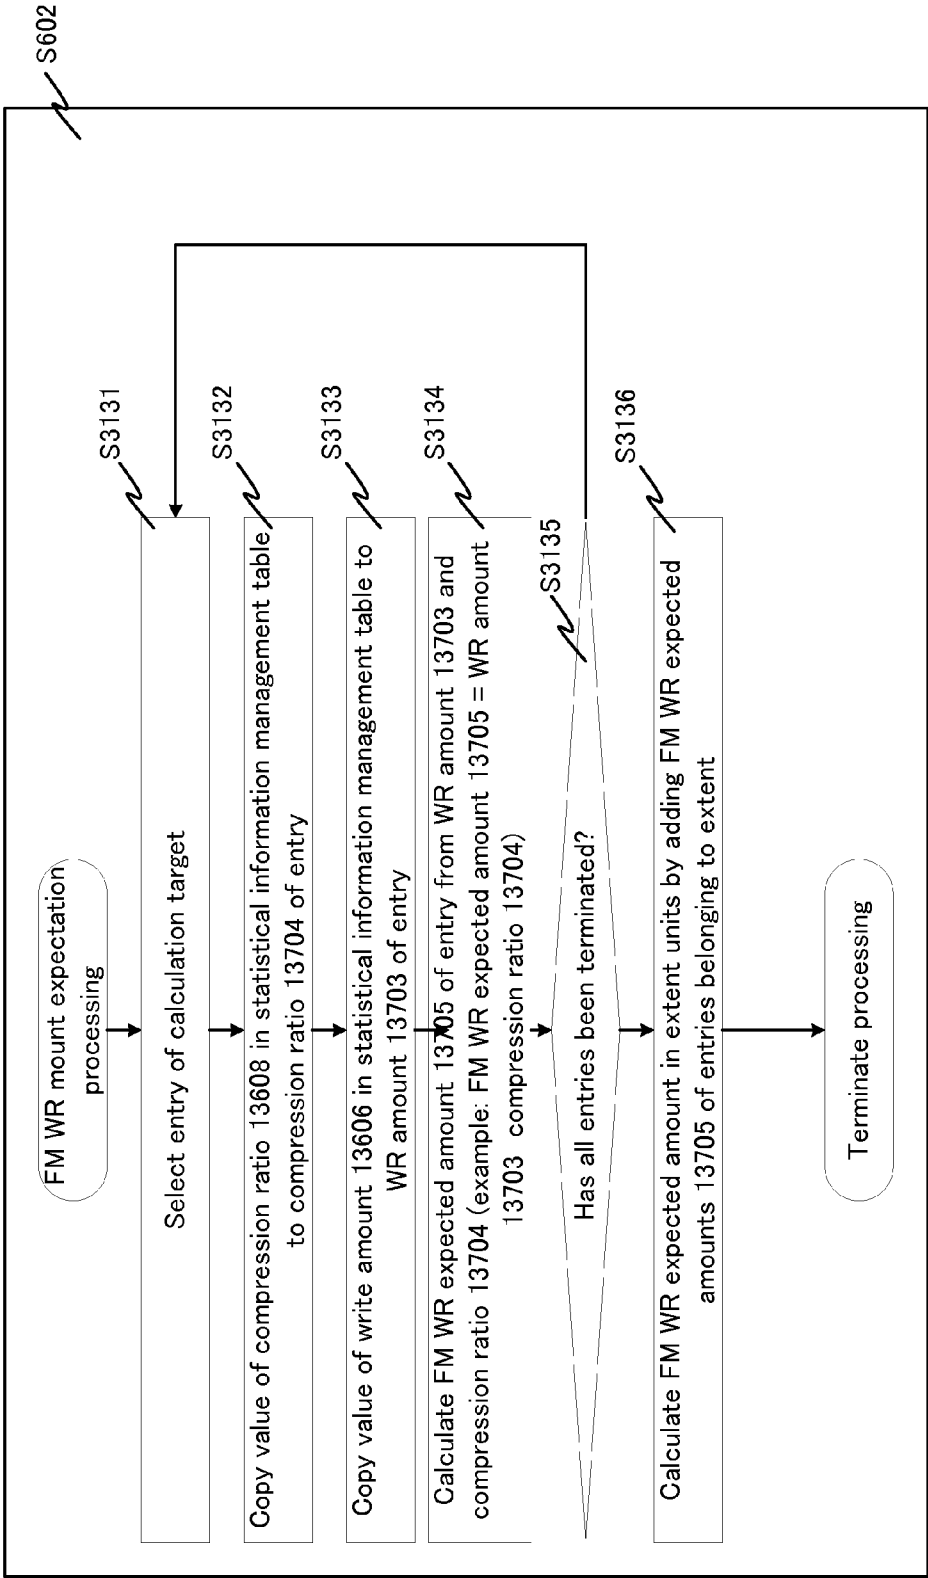 S602
FM WR mount expectation
processing
S3131
Select entry of calculation target
S3132
Copy value of compression ratio 13608 in statistical information management table
to compression ratio 13704 of entry
S3133
Copy value of write amount 13606 in statistical information management table to
WR amount 13703 of entry
S3134
Calculate FM WR expected amount 13705 of entry from WR amount 13703 and
compression ratio 13704 (example: FM WR expected amount 13705 = WR amount
13703 compression ratio 13704)
S3135
Has all entries been terminated?
S3136
Calculate FM WR expected amount in extent units by adding FM WR expected
amounts 13705 of entries belonging to extent
Terminate processing